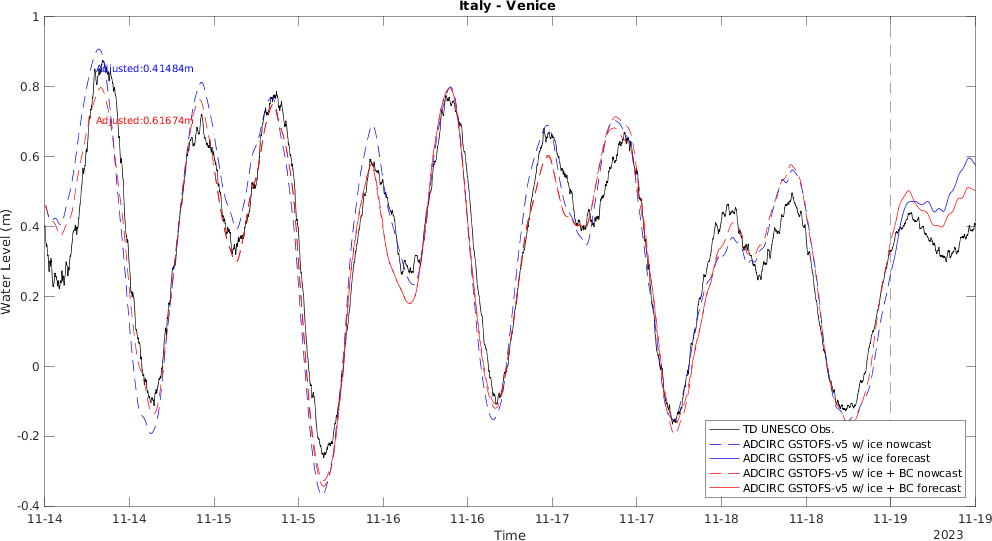 Italy - Venice
1
0.8
0.6
0.4
0.2
0
-0.2
-0.4
Water Level (m)
Adjusted:0.41484m
Adjusted:0.61674m
TD UNESCO Obs.
ADCIRC GSTOFS-v5 w/ ice nowcast
ADCIRC GSTOFS-v5 w/ ice forecast
ADCIRC GSTOFS-v5 w/ ice + BC nowcast
ADCIRC GSTOFS-v5 w/ ice + BC forecast
11-14 11-14 11-15 11-15 11-16 11-16 11-17 11-17 11-18 11-18 11-19 11-19
Time
2023